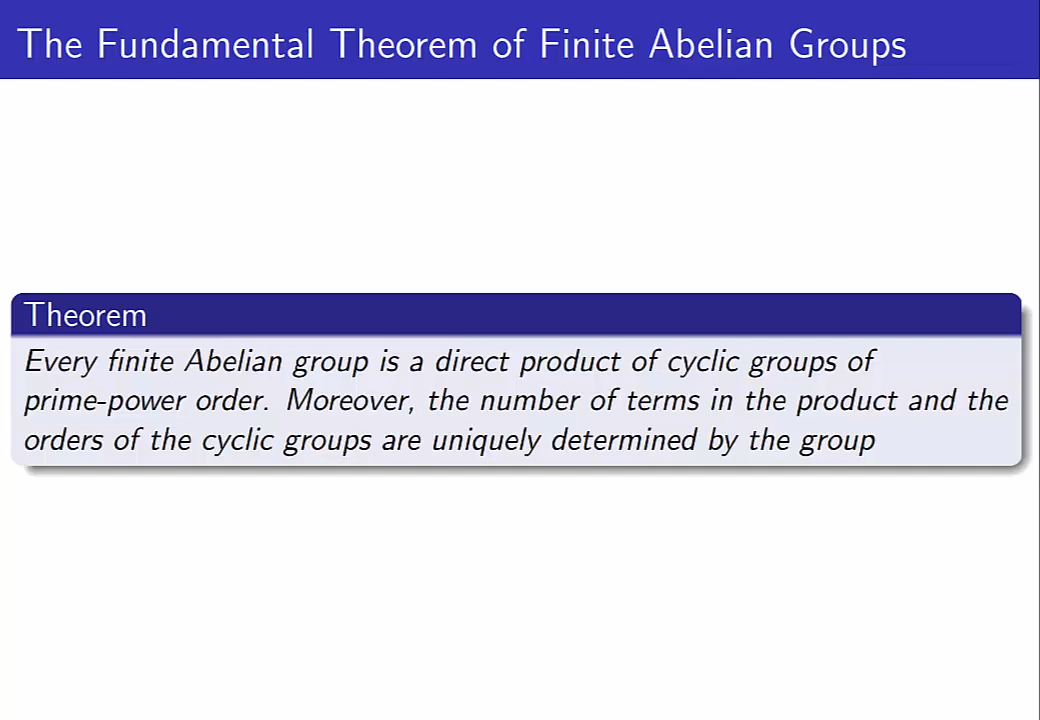 The Fundamental Theorem of Finite Abelian Groups
Theorem
Every finite Abelian group is a direct product of cyclic groups of
prime-power order. Moreover, the number of terms in the product and the
orders of the cyclic groups are uniquely determined by the group